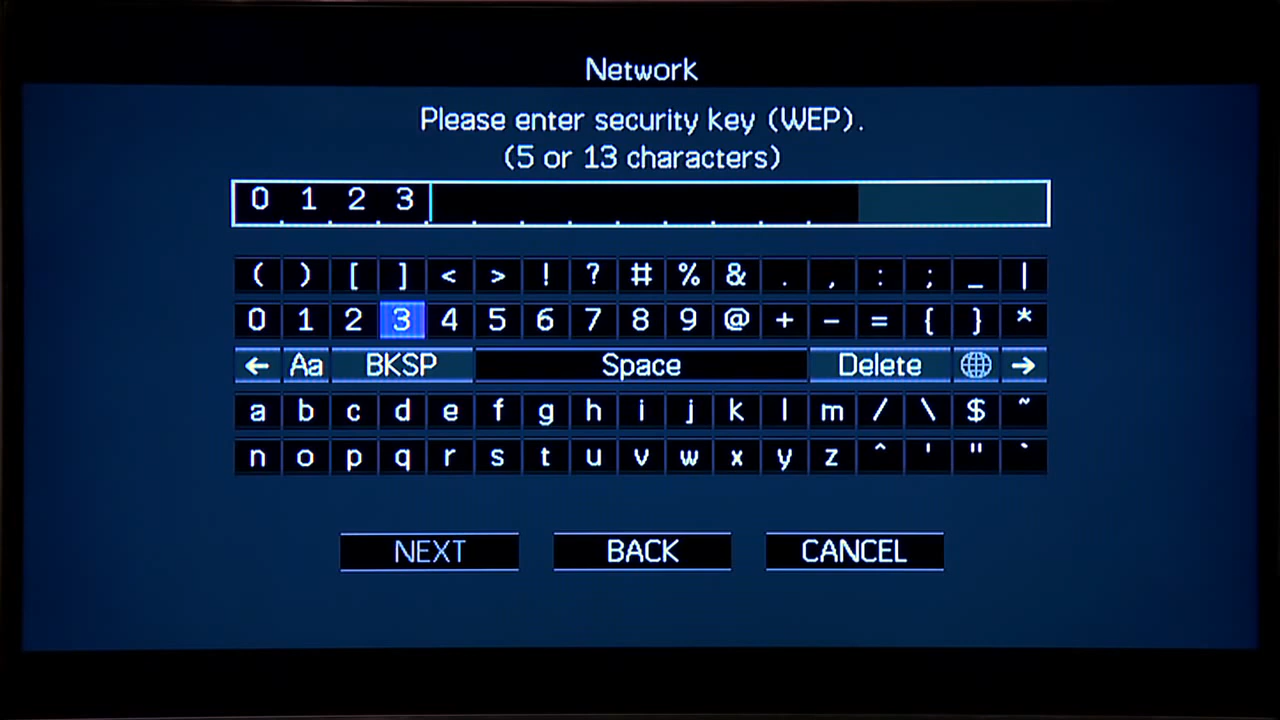 Network
Please enter security key (WEP).
(5 or 13 characters)
0 1 2 3
( ) [ ] < > ! ? # % & . , : ; _ |
0 1 2 3 4 5 6 7 8 9 @ + − = { } *
← Aa BKSP Space Delete →
a b c d e f g h i j k l m / \ $ ~
n o p q r s t u v w x y z ^ ' " `
NEXT BACK CANCEL